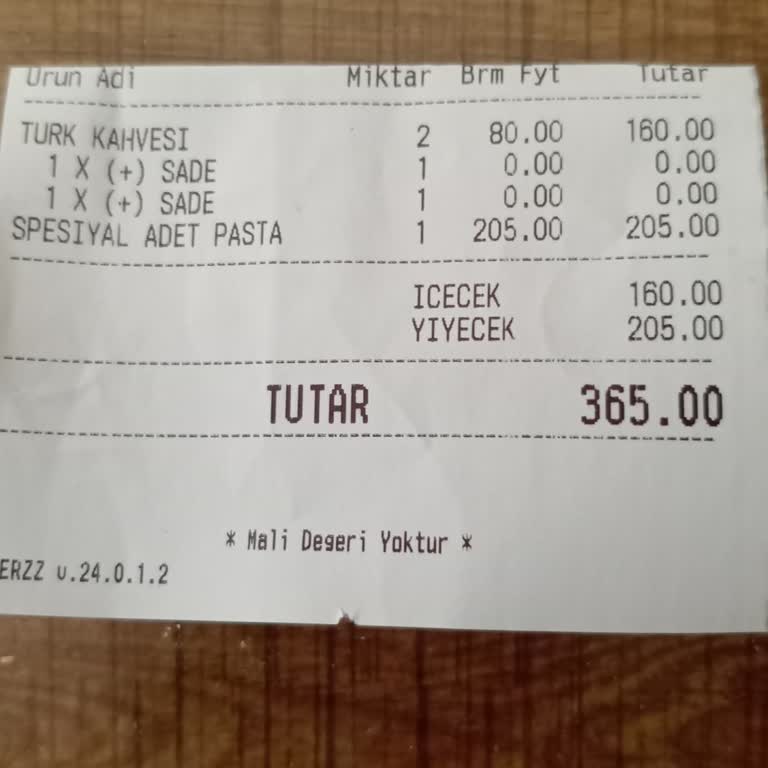 Urun Adi Miktar Brm Fyt Tutar
TURK KAHVESI 2 80.00 160.00
1 X (+) SADE 1 0.00 0.00
1 X (+) SADE 1 0.00 0.00
SPESIYAL ADET PASTA 1 205.00 205.00
ICECEK 160.00
YIYECEK 205.00
TUTAR 365.00
* Mali Degeri Yoktur *
ERZZ v.24.0.1.2